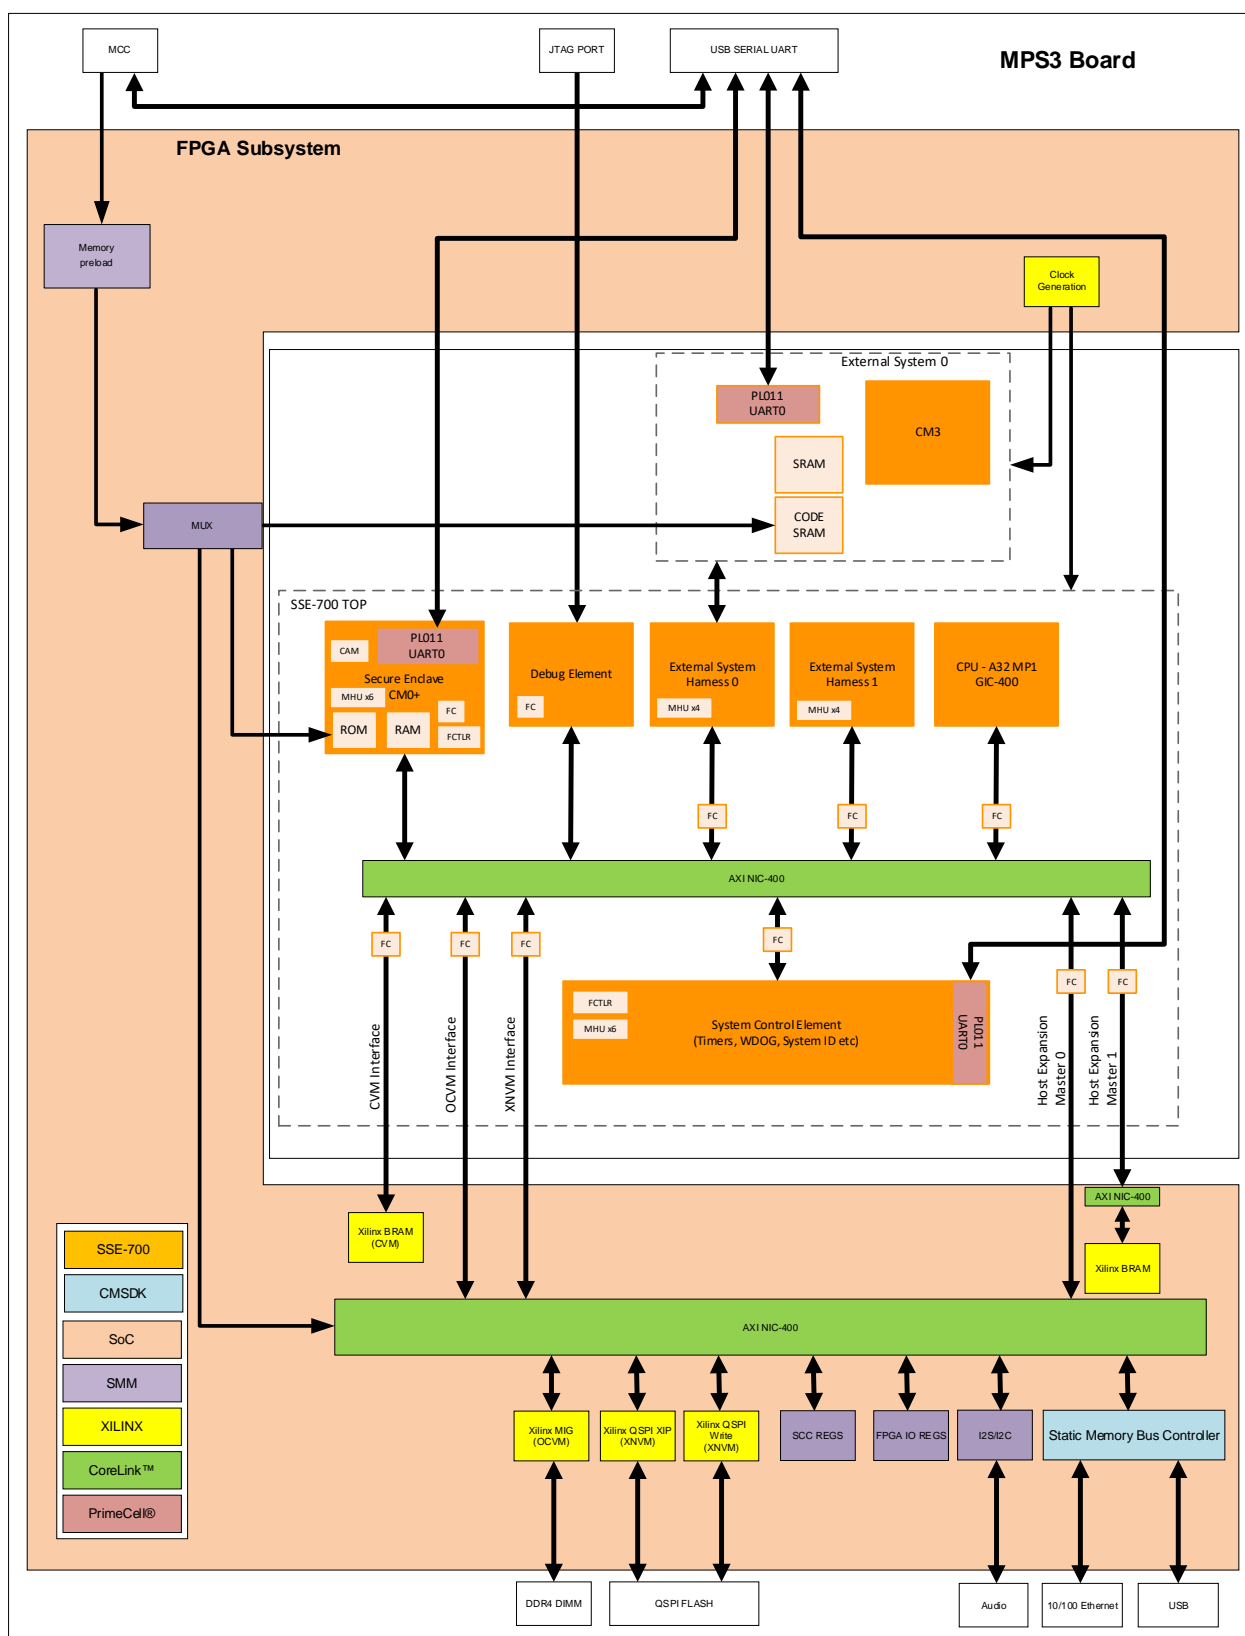 MCC
JTAG PORT
USB SERIAL UART
MPS3 Board
FPGA Subsystem
Memory
preload
Clock
Generation
External System 0
PL011
UART0
CM3
SRAM
CODE
SRAM
MUX
SSE-700 TOP
PL011
UART0
CAM
Secure Enclave
CM0+
MHU x6
FC
ROM
RAM
FCTLR
Debug Element
FC
External System
Harness 0
MHU x4
External System
Harness 1
MHU x4
CPU - A32 MP1
GIC-400
FC
FC
FC
AXI NIC-400
FC
FC
FC
FC
FC
FC
CVM Interface
OCVM Interface
XNVM Interface
FCTLR
MHU x6
System Control Element
(Timers, WDOG, System ID etc)
PL011
UART0
Host Expansion
Master 0
Host Expansion
Master 1
AXI NIC-400
Xilinx BRAM
(CVM)
Xilinx BRAM
AXI NIC-400
SSE-700
CMSDK
SoC
SMM
XILINX
CoreLink™
PrimeCell®
Xilinx MIG
(OCVM)
Xilinx QSPI XIP
(XNVM)
Xilinx QSPI
Write
(XNVM)
SCC REGS
FPGA IO REGS
I2S/I2C
Static Memory Bus Controller
DDR4 DIMM
QSPI FLASH
Audio
10/100 Ethernet
USB